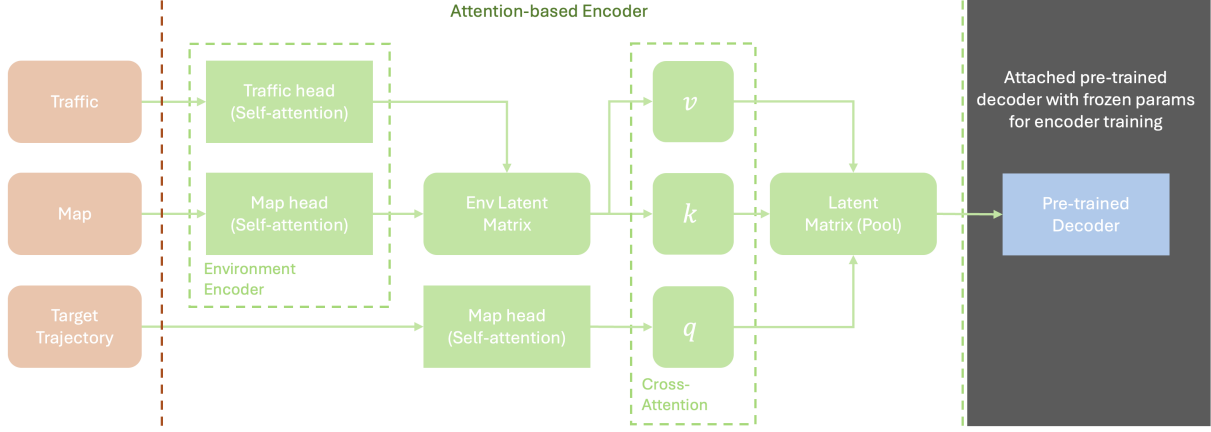 Attention-based Encoder
Traffic
Traffic head
(Self-attention)
v
Attached pre-trained
decoder with frozen params
for encoder training
Map
Map head
(Self-attention)
Env Latent
Matrix
k
Latent
Matrix (Pool)
Pre-trained
Decoder
Environment
Encoder
Target
Trajectory
Map head
(Self-attention)
q
Cross-
Attention